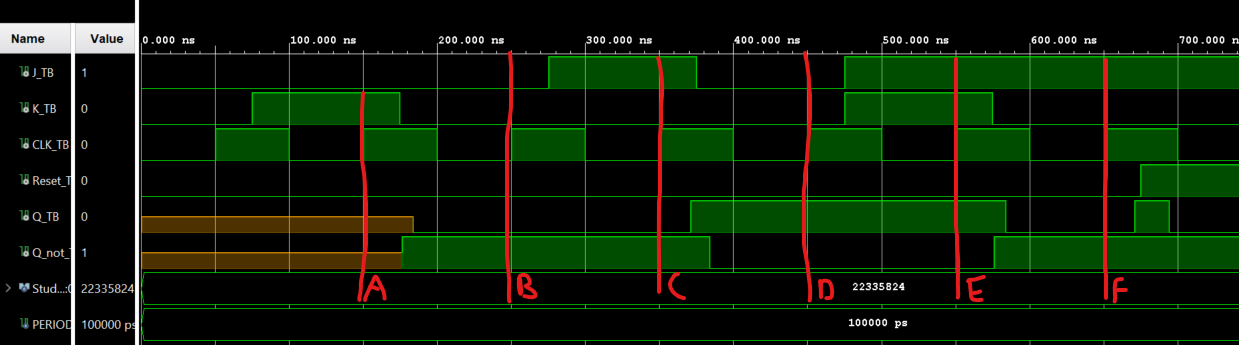 Name Value 0.000 ns 100.000 ns 200.000 ns 300.000 ns 400.000 ns 500.000 ns 600.000 ns 700.0
J_TB 1
K_TB 0
CLK_TB 0
Reset_T 0
Q_TB 0
Q_not_ 1
Stud...:( 22335824 22335824
A B C D E F
PERIOD 100000 ps 100000 ps